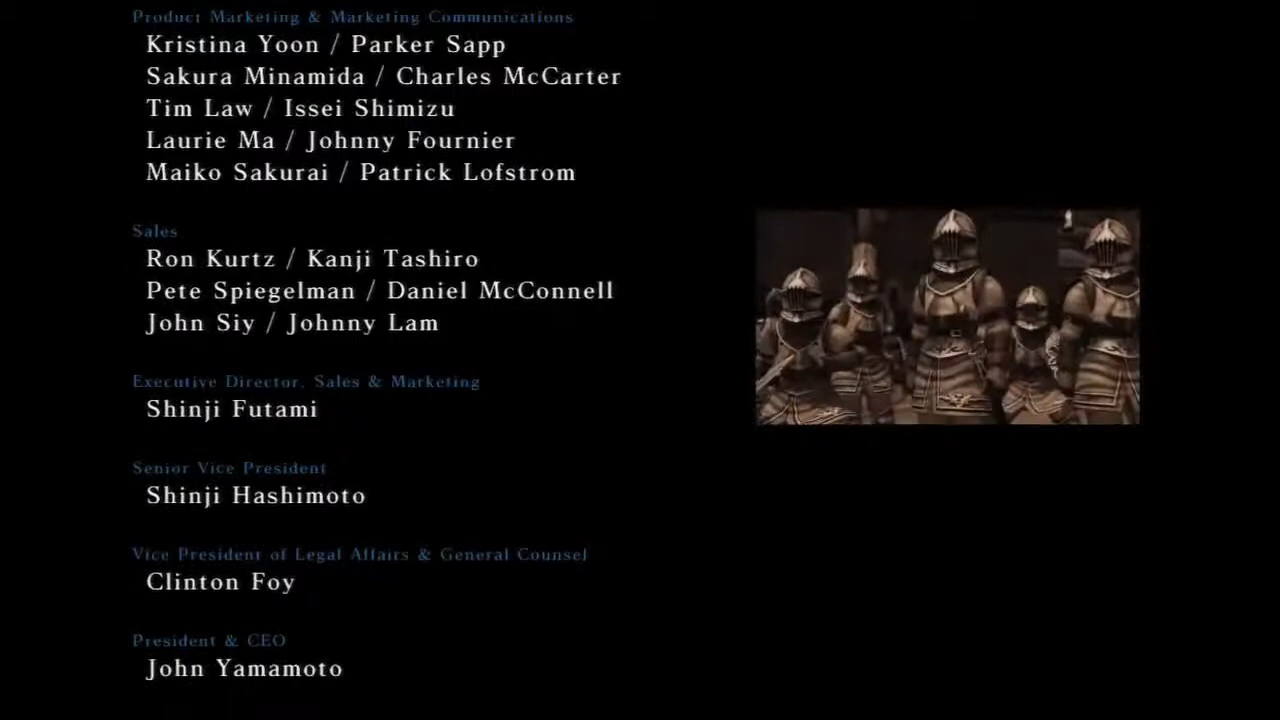 Product Marketing & Marketing Communications
Kristina Yoon / Parker Sapp
Sakura Minamida / Charles McCarter
Tim Law / Issei Shimizu
Laurie Ma / Johnny Fournier
Maiko Sakurai / Patrick Lofstrom
Sales
Ron Kurtz / Kanji Tashiro
Pete Spiegelman / Daniel McConnell
John Siy / Johnny Lam
Executive Director, Sales & Marketing
Shinji Futami
Senior Vice President
Shinji Hashimoto
Vice President of Legal Affairs & General Counsel
Clinton Foy
President & CEO
John Yamamoto